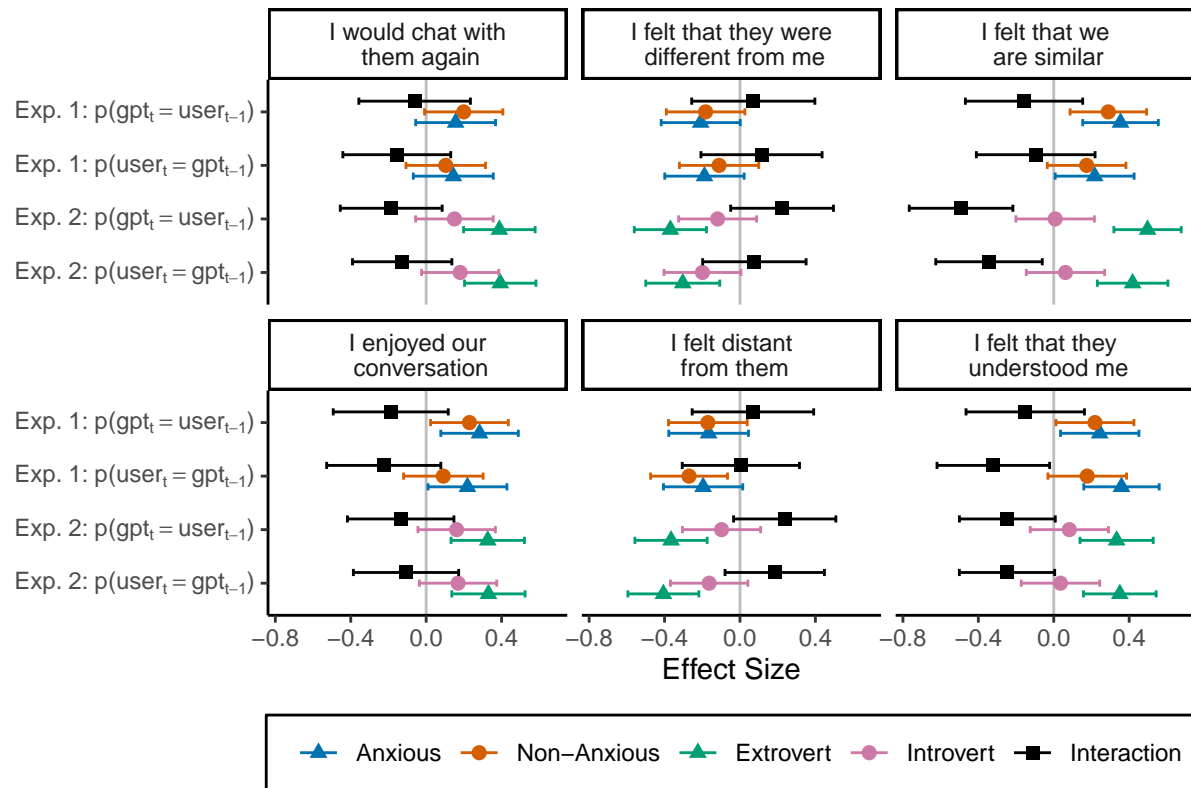 I would chat with
them again
I felt that they were
different from me
I felt that we
are similar
Exp. 1: p(gptₜ = userₜ₋₁)
Exp. 1: p(userₜ = gptₜ₋₁)
Exp. 2: p(gptₜ = userₜ₋₁)
Exp. 2: p(userₜ = gptₜ₋₁)
I enjoyed our
conversation
I felt distant
from them
I felt that they
understood me
Exp. 1: p(gptₜ = userₜ₋₁)
Exp. 1: p(userₜ = gptₜ₋₁)
Exp. 2: p(gptₜ = userₜ₋₁)
Exp. 2: p(userₜ = gptₜ₋₁)
−0.8 −0.4 0.0 0.4 −0.8 −0.4 0.0 0.4 −0.8 −0.4 0.0 0.4
Effect Size
Anxious Non−Anxious Extrovert Introvert Interaction